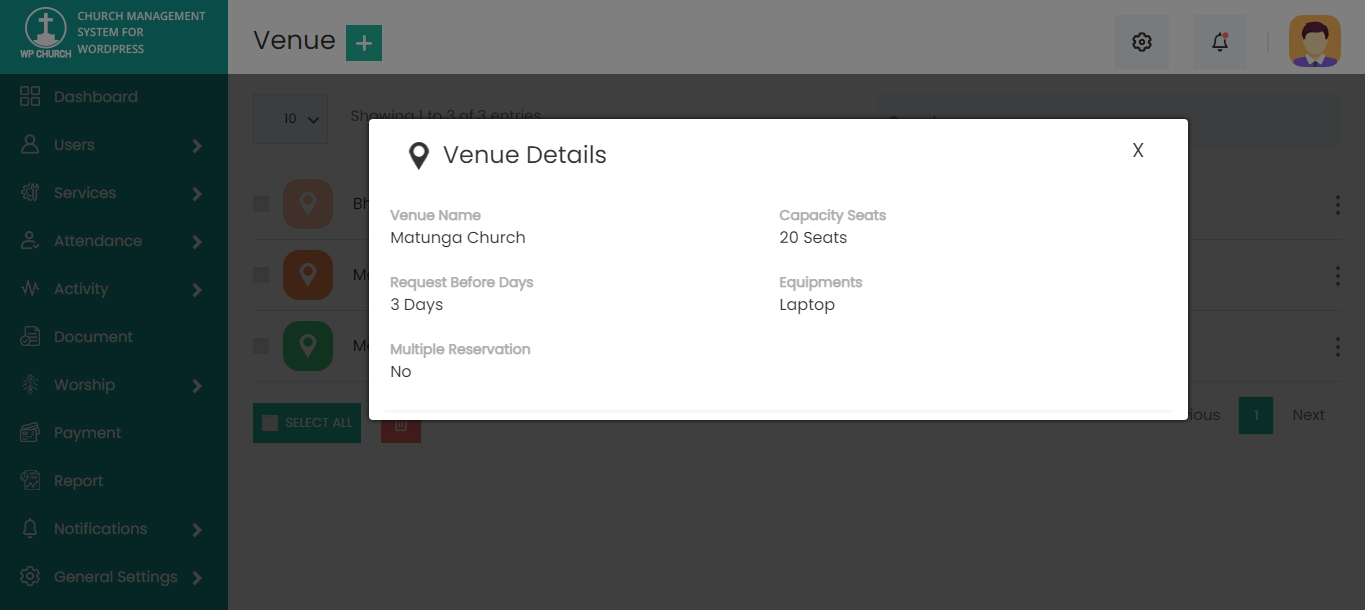 CHURCH MANAGEMENT
SYSTEM FOR
WORDPRESS
WP CHURCH
Venue
Dashboard
Users
Services
Attendance
Activity
Document
Worship
Payment
Report
Notifications
General Settings
10
Showing 1 to 3 of 3 entries
Venue Details
X
Venue Name
Matunga Church
Capacity Seats
20 Seats
Request Before Days
3 Days
Equipments
Laptop
Multiple Reservation
No
SELECT ALL
1
Next